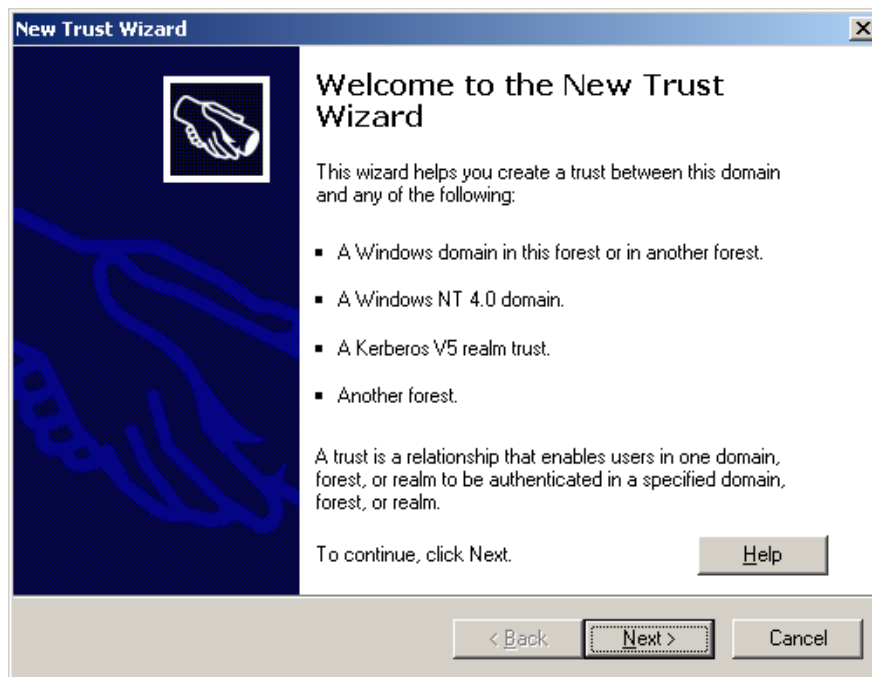 New Trust Wizard
Welcome to the New Trust
Wizard
This wizard helps you create a trust between this domain
and any of the following:
▪ A Windows domain in this forest or in another forest.
▪ A Windows NT 4.0 domain.
▪ A Kerberos V5 realm trust.
▪ Another forest.
A trust is a relationship that enables users in one domain,
forest, or realm to be authenticated in a specified domain,
forest, or realm.
To continue, click Next.
Help
< Back
Next >
Cancel